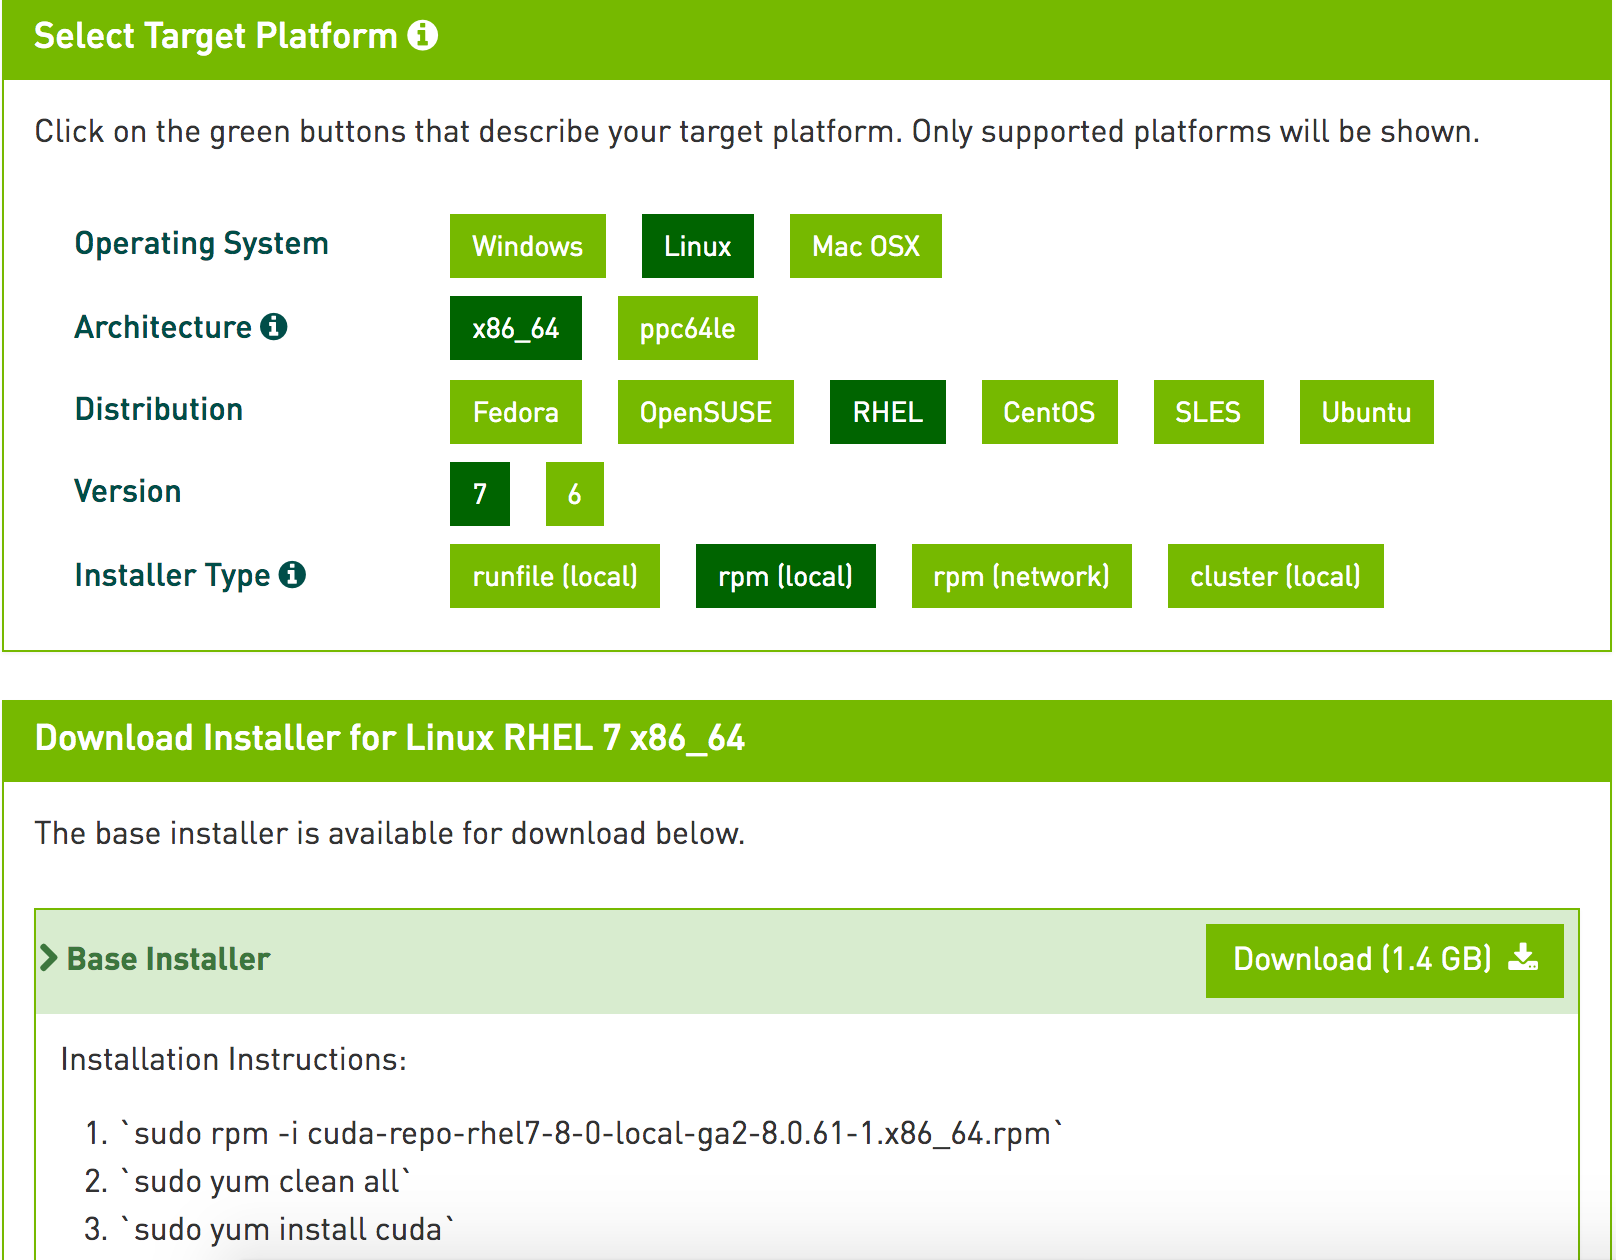 Select Target Platform
Click on the green buttons that describe your target platform. Only supported platforms will be shown.
Operating System Windows Linux Mac OSX
Architecture x86_64 ppc64le
Distribution Fedora OpenSUSE RHEL CentOS SLES Ubuntu
Version 7 6
Installer Type runfile (local) rpm (local) rpm (network) cluster (local)
Download Installer for Linux RHEL 7 x86_64
The base installer is available for download below.
Base Installer Download (1.4 GB)
Installation Instructions:
1. `sudo rpm -i cuda-repo-rhel7-8-0-local-ga2-8.0.61-1.x86_64.rpm`
2. `sudo yum clean all`
3. `sudo yum install cuda`